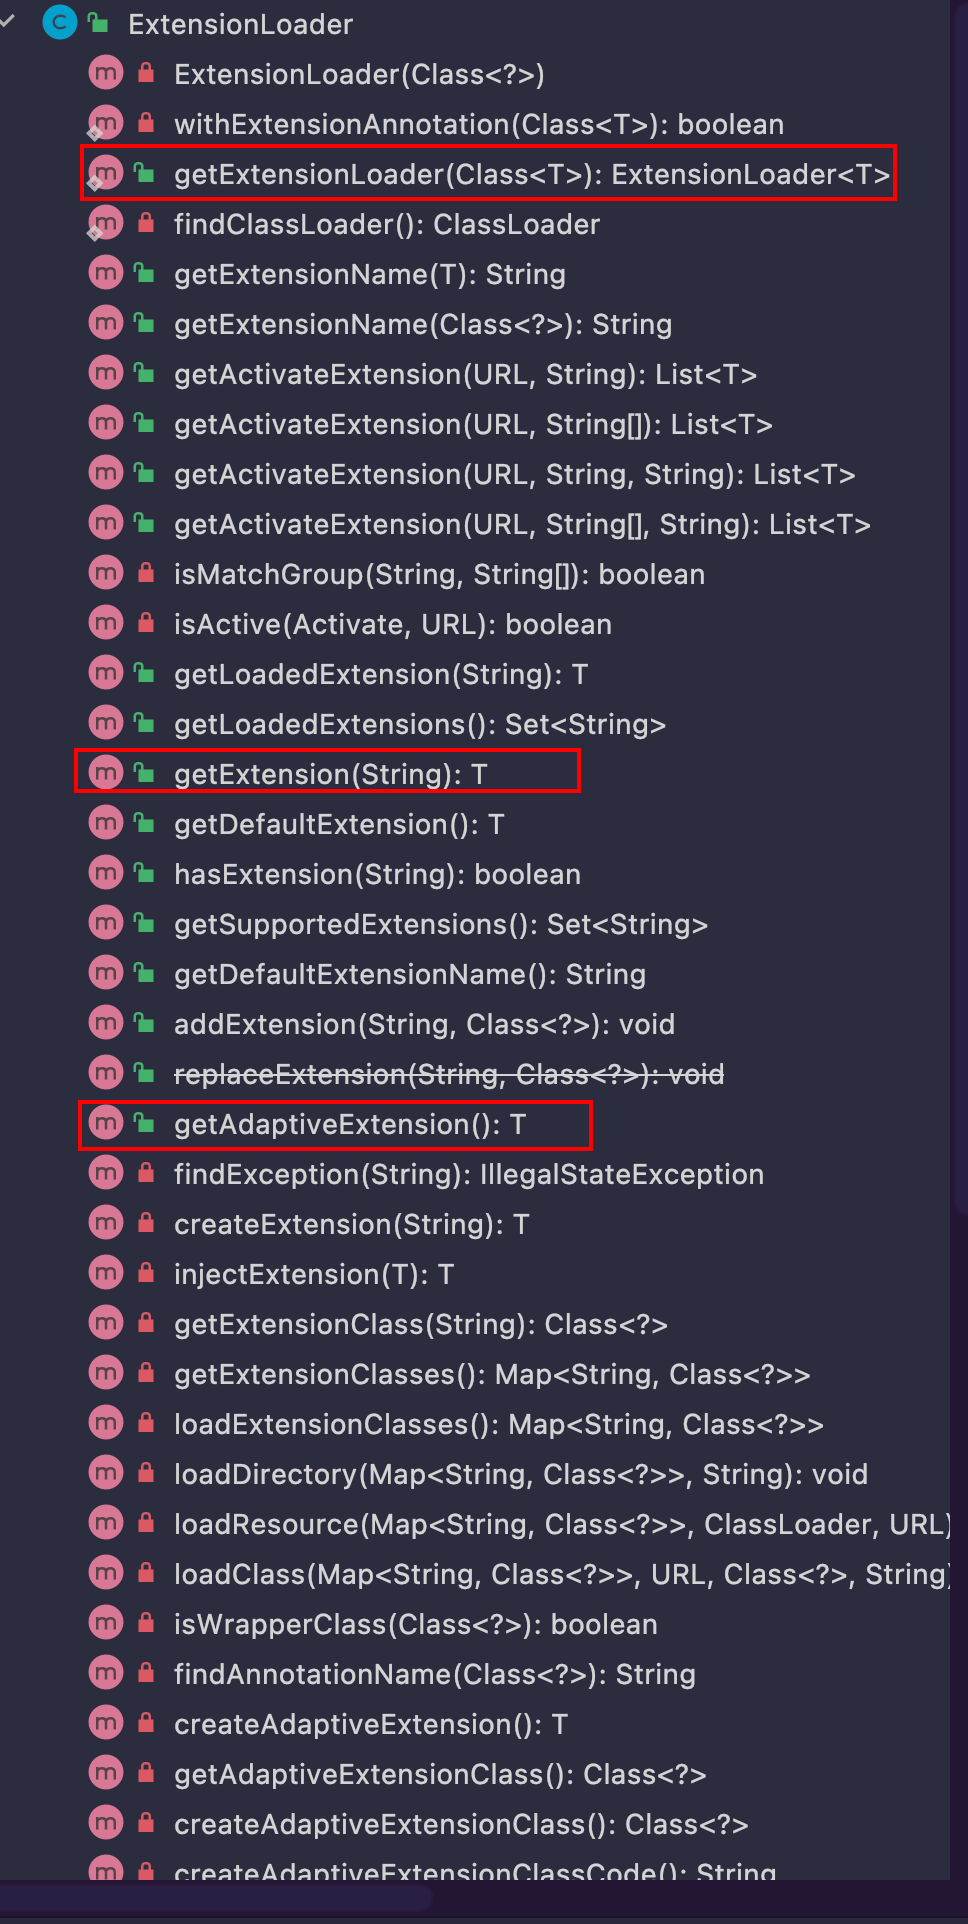 C ExtensionLoader
m ExtensionLoader(Class<?>)
m withExtensionAnnotation(Class<T>): boolean
m getExtensionLoader(Class<T>): ExtensionLoader<T>
m findClassLoader(): ClassLoader
m getExtensionName(T): String
m getExtensionName(Class<?>): String
m getActivateExtension(URL, String): List<T>
m getActivateExtension(URL, String[]): List<T>
m getActivateExtension(URL, String, String): List<T>
m getActivateExtension(URL, String[], String): List<T>
m isMatchGroup(String, String[]): boolean
m isActive(Activate, URL): boolean
m getLoadedExtension(String): T
m getLoadedExtensions(): Set<String>
m getExtension(String): T
m getDefaultExtension(): T
m hasExtension(String): boolean
m getSupportedExtensions(): Set<String>
m getDefaultExtensionName(): String
m addExtension(String, Class<?>): void
m replaceExtension(String, Class<?>): void
m getAdaptiveExtension(): T
m findException(String): IllegalStateException
m createExtension(String): T
m injectExtension(T): T
m getExtensionClass(String): Class<?>
m getExtensionClasses(): Map<String, Class<?>>
m loadExtensionClasses(): Map<String, Class<?>>
m loadDirectory(Map<String, Class<?>>, String): void
m loadResource(Map<String, Class<?>>, ClassLoader, URL)
m loadClass(Map<String, Class<?>>, URL, Class<?>, String)
m isWrapperClass(Class<?>): boolean
m findAnnotationName(Class<?>): String
m createAdaptiveExtension(): T
m getAdaptiveExtensionClass(): Class<?>
m createAdaptiveExtensionClass(): Class<?>
m createAdaptiveExtensionClassCode(): String